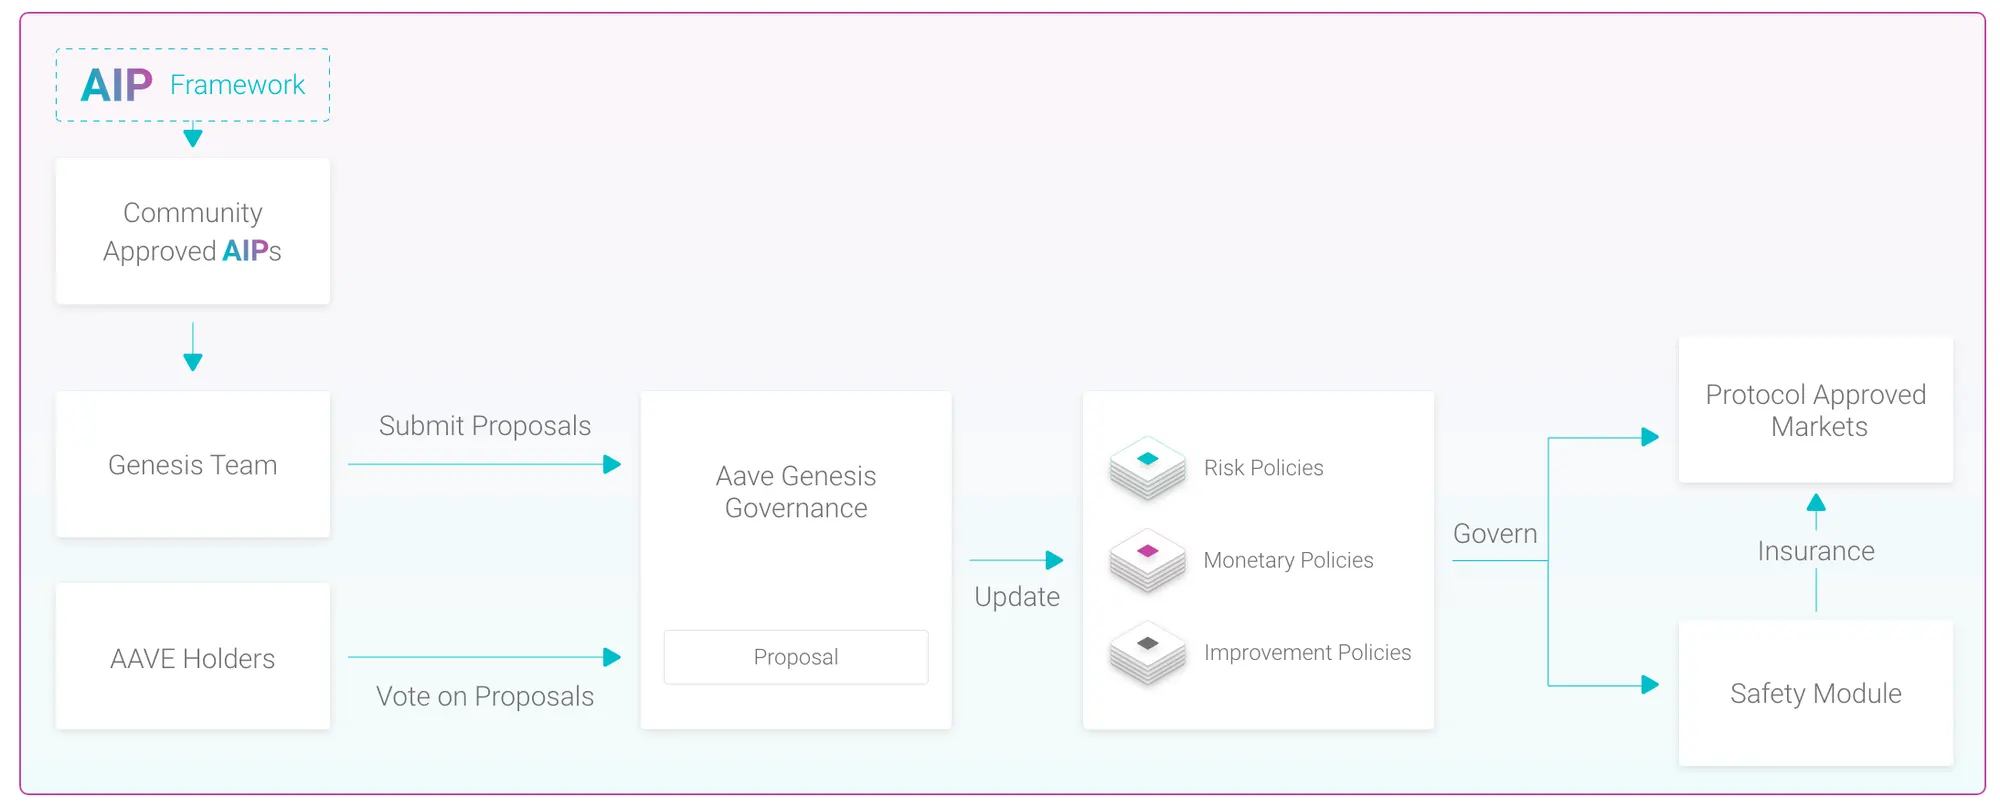 AIP Framework
Community
Approved AIPs
Genesis Team
Submit Proposals
AAVE Holders
Vote on Proposals
Aave Genesis
Governance
Proposal
Update
Risk Policies
Monetary Policies
Improvement Policies
Govern
Protocol Approved
Markets
Insurance
Safety Module